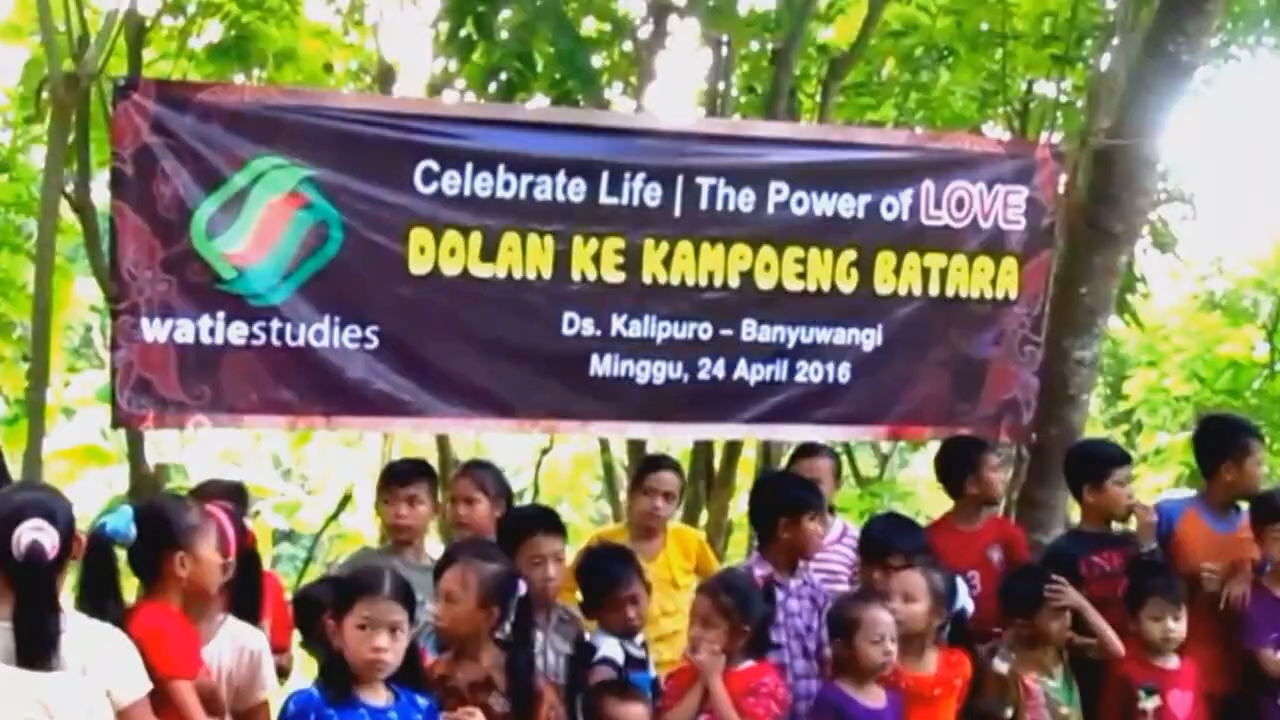 Celebrate Life | The Power of LOVE
DOLAN KE KAMPOENG BATARA
watiestudies
Ds. Kalipuro – Banyuwangi
Minggu, 24 April 2016